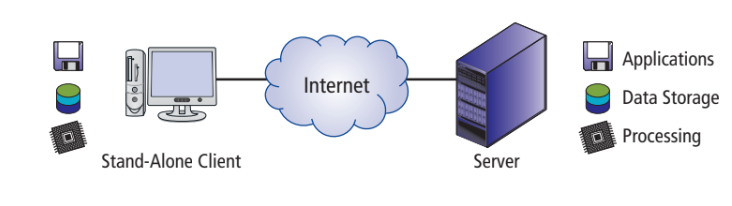 Internet
Applications
Data Storage
Processing
Stand-Alone Client
Server